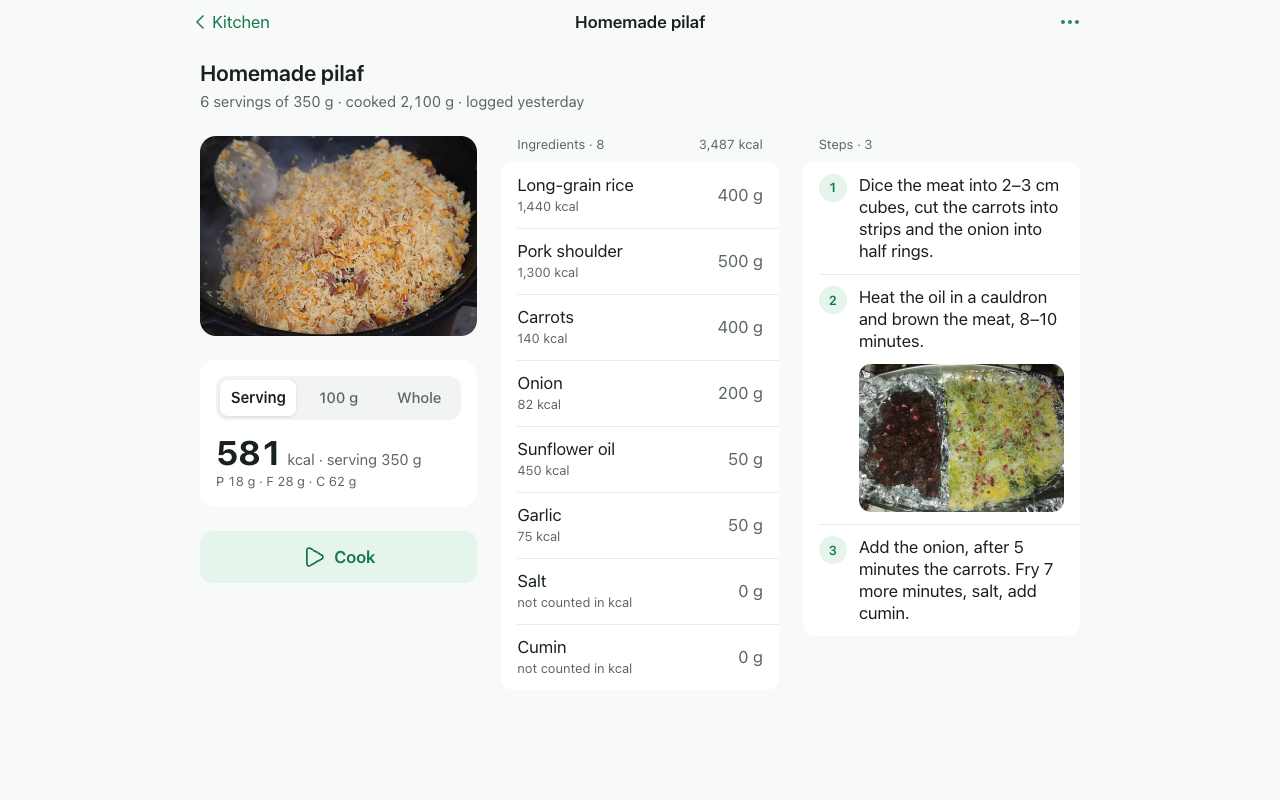 Kitchen
Homemade pilaf
Homemade pilaf
6 servings of 350 g · cooked 2,100 g · logged yesterday
Serving
100 g
Whole
581 kcal · serving 350 g
P 18 g · F 28 g · C 62 g
Cook
Ingredients · 8
3,487 kcal
Long-grain rice
1,440 kcal
400 g
Pork shoulder
1,300 kcal
500 g
Carrots
140 kcal
400 g
Onion
82 kcal
200 g
Sunflower oil
450 kcal
50 g
Garlic
75 kcal
50 g
Salt
not counted in kcal
0 g
Cumin
not counted in kcal
0 g
Steps · 3
1
Dice the meat into 2–3 cm
cubes, cut the carrots into
strips and the onion into
half rings.
2
Heat the oil in a cauldron
and brown the meat, 8–10
minutes.
3
Add the onion, after 5
minutes the carrots. Fry 7
more minutes, salt, add
cumin.